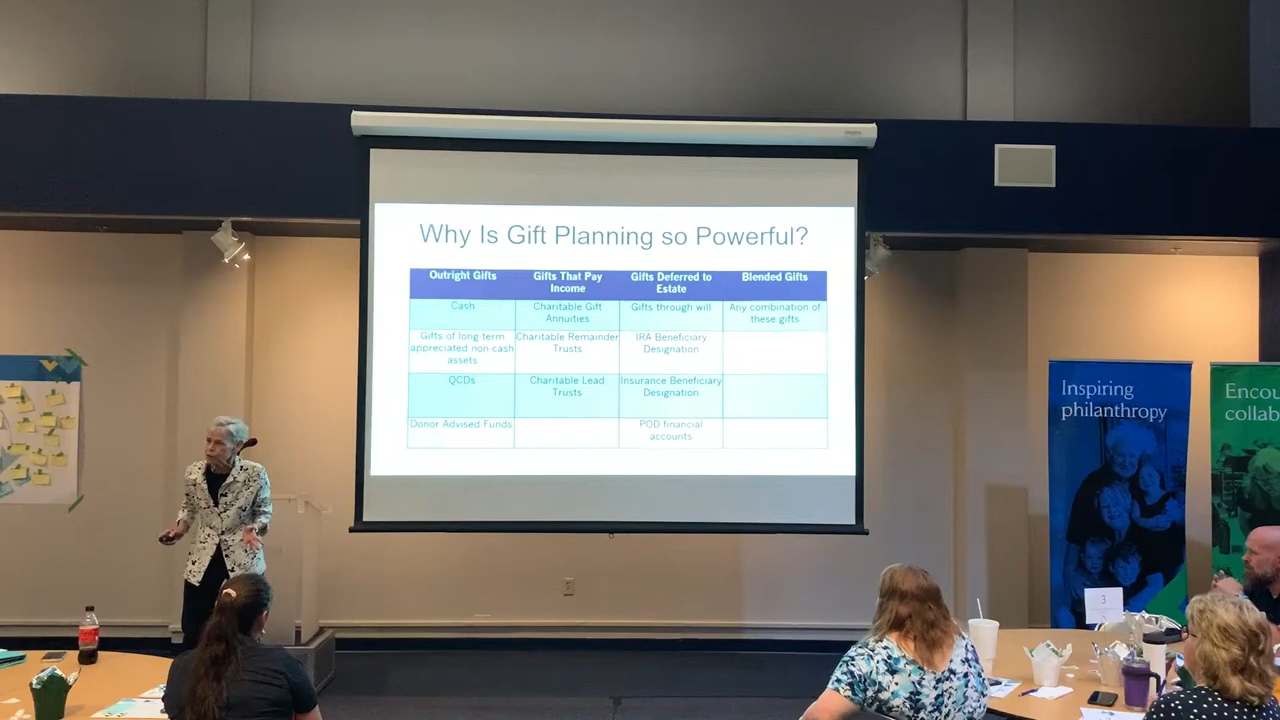 Why Is Gift Planning so Powerful?
Outright Gifts
Gifts That Pay
Income
Gifts Deferred to
Estate
Blended Gifts
Cash
Charitable Gift
Annuities
Gifts through will
Any combination of
these gifts
Gifts of long term
appreciated non-cash
assets
Charitable Remainder
Trusts
IRA Beneficiary
Designation
QCDs
Charitable Lead
Trusts
Insurance Beneficiary
Designation
Donor Advised Funds
POD financial
accounts
Inspiring
philanthropy
Encou
collab
3